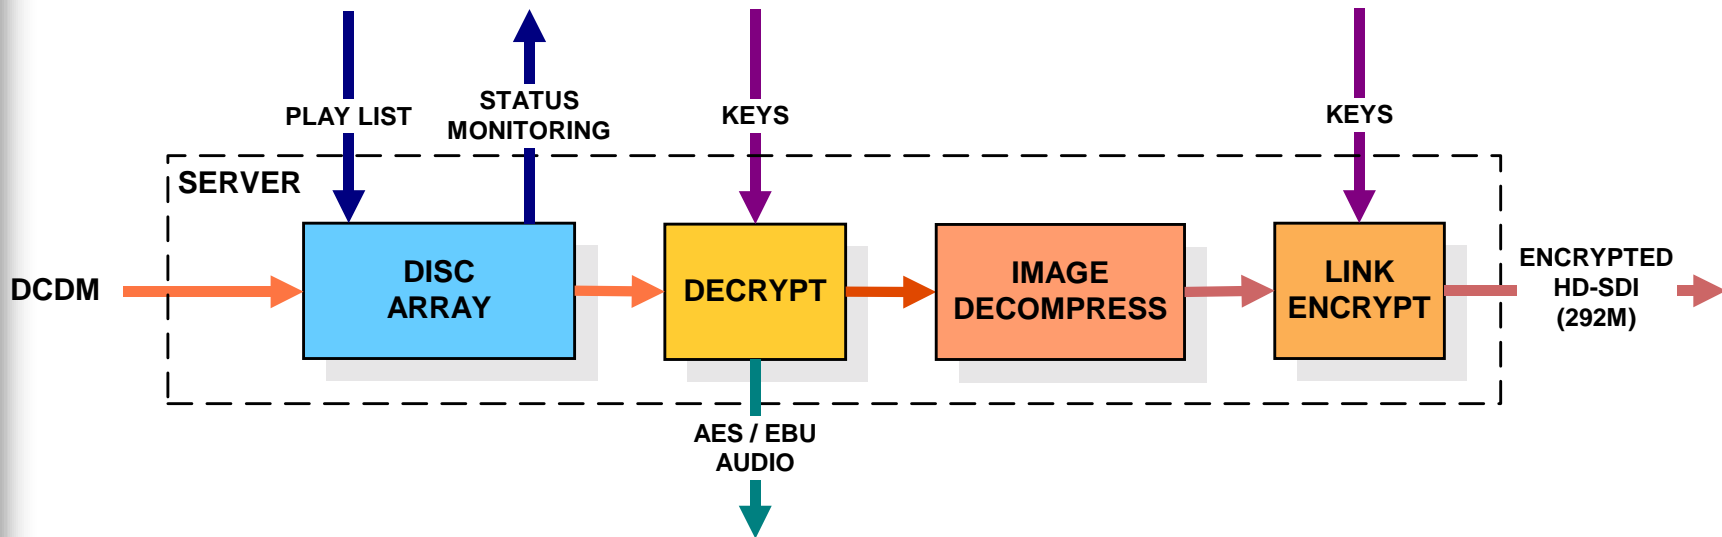 PLAY LIST
STATUS
MONITORING
KEYS
KEYS
SERVER
DCDM
DISC
ARRAY
DECRYPT
IMAGE
DECOMPRESS
LINK
ENCRYPT
ENCRYPTED
HD-SDI
(292M)
AES / EBU
AUDIO